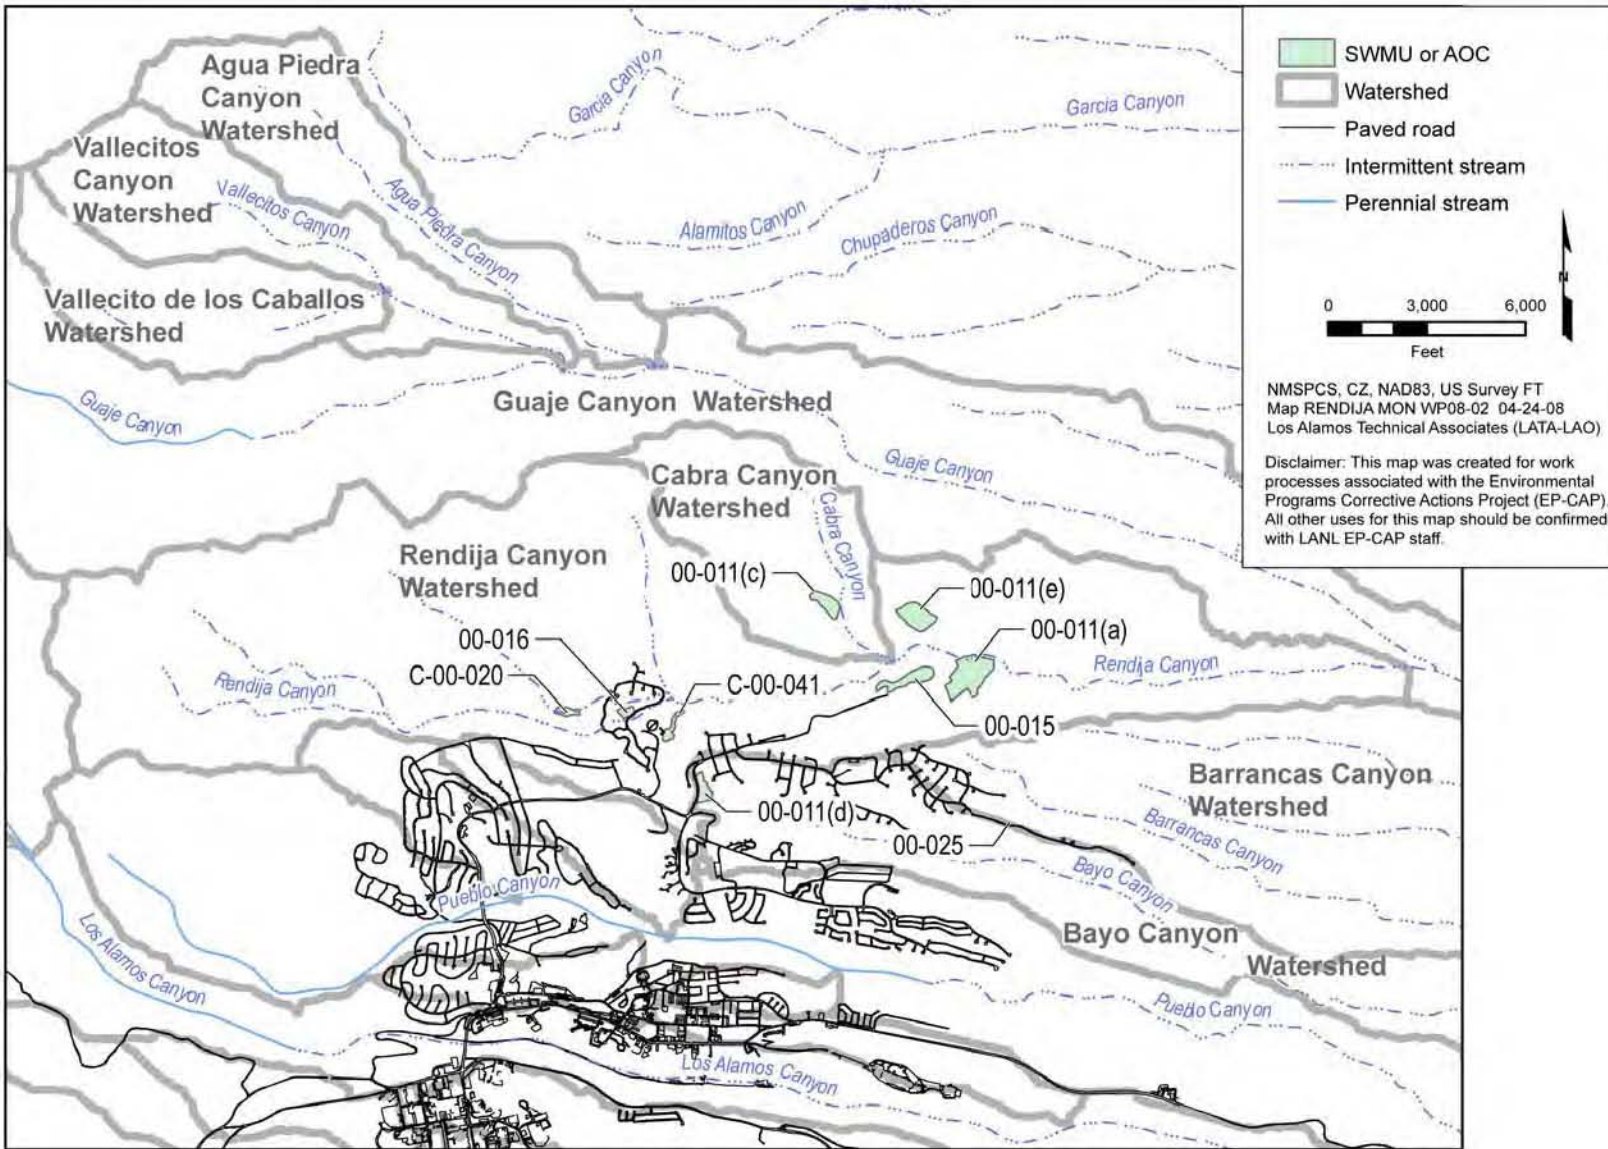 Agua Piedra
Canyon
Watershed
Vallecitos
Canyon
Watershed
Vallecitos Canyon
Agua Piedra Canyon
Garcia Canyon
Garcia Canyon
Alamitos Canyon
Chupaderos Canyon
Vallecito de los Caballos
Watershed
Guaje Canyon
Guaje Canyon Watershed
Guaje Canyon
Cabra Canyon
Watershed
Cabra Canyon
Rendija Canyon
Watershed
00-011(c)
00-011(e)
00-011(a)
00-016
C-00-020
C-00-041
Rendija Canyon
Rendija Canyon
00-015
Barrancas Canyon
Watershed
00-011(d)
00-025
Barrancas Canyon
Bayo Canyon
Pueblo Canyon
Bayo Canyon
Watershed
Los Alamos Canyon
Pueblo Canyon
Los Alamos Canyon
SWMU or AOC
Watershed
Paved road
Intermittent stream
Perennial stream
N
0 3,000 6,000
Feet
NMSPCS, CZ, NAD83, US Survey FT
Map RENDIJA MON WP08-02 04-24-08
Los Alamos Technical Associates (LATA-LAO)
Disclaimer: This map was created for work
processes associated with the Environmental
Programs Corrective Actions Project (EP-CAP).
All other uses for this map should be confirmed
with LANL EP-CAP staff.